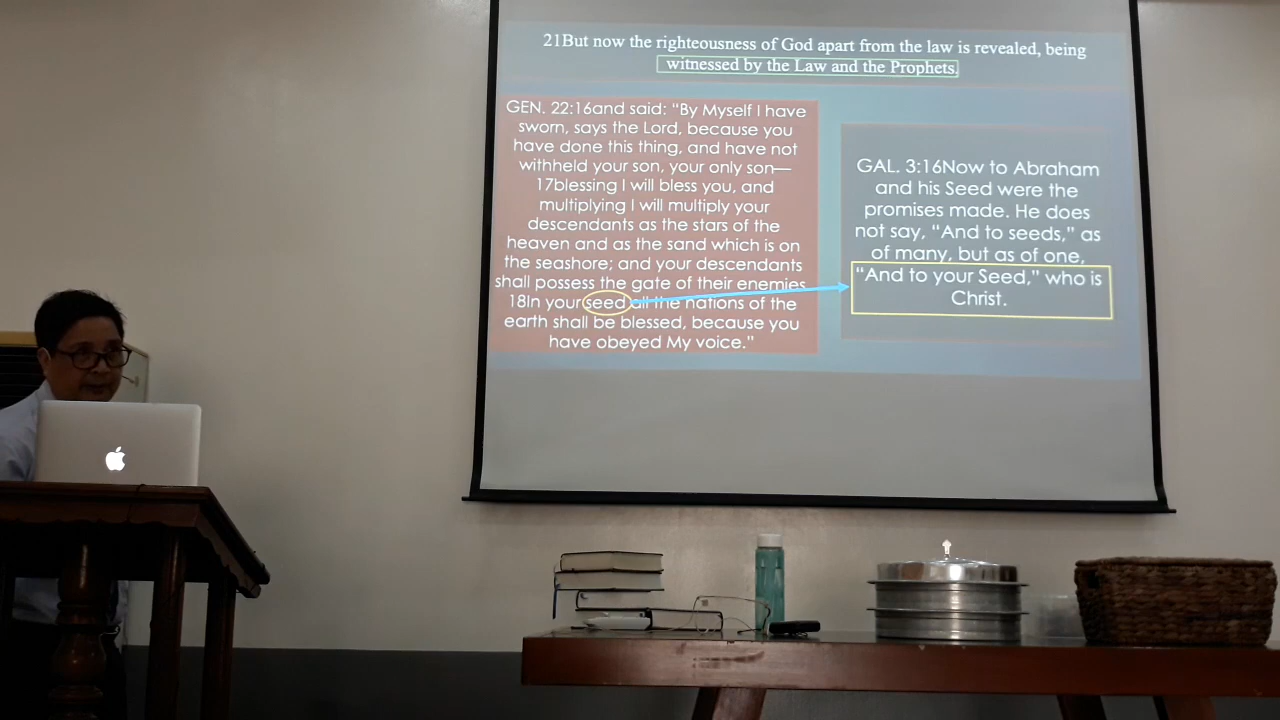 21But now the righteousness of God apart from the law is revealed, being
witnessed by the Law and the Prophets.
GEN. 22:16and said: “By Myself I have
sworn, says the Lord, because you
have done this thing, and have not
withheld your son, your only son—
17blessing I will bless you, and
multiplying I will multiply your
descendants as the stars of the
heaven and as the sand which is on
the seashore; and your descendants
shall possess the gate of their enemies.
18In your seed all the nations of the
earth shall be blessed, because you
have obeyed My voice.”
GAL. 3:16Now to Abraham
and his Seed were the
promises made. He does
not say, “And to seeds,” as
of many, but as of one,
“And to your Seed,” who is
Christ.